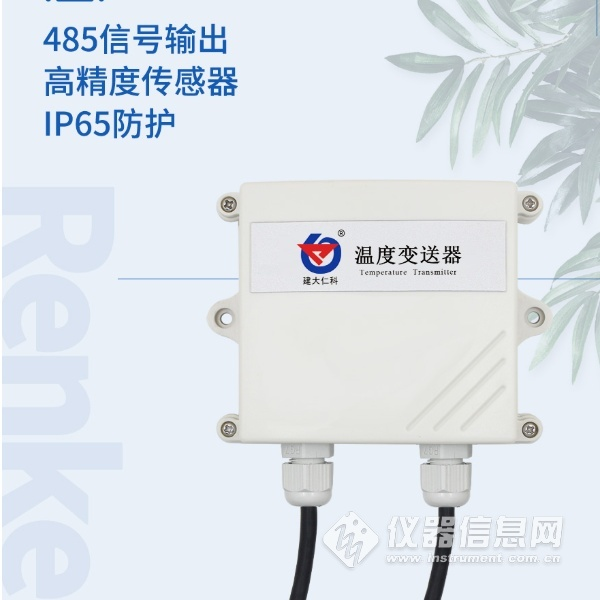 485信号输出
高精度传感器
IP65防护
Renke
®
温度变送器
Temperature Transmitter
建大仁科
仪器信息网
www.instrument.com.cn